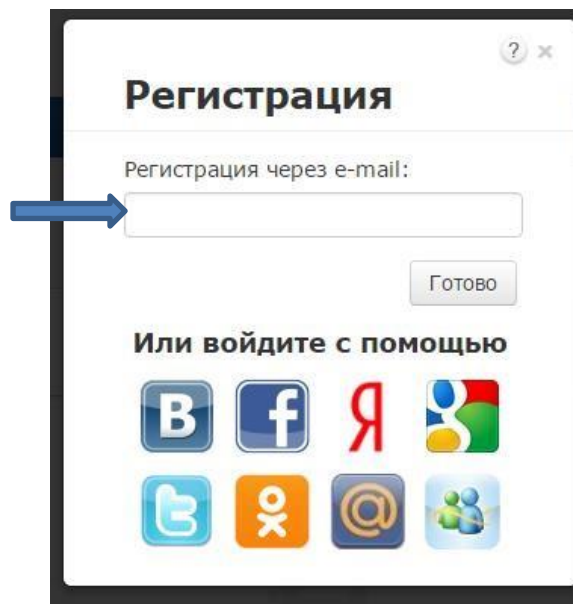 ?
Регистрация
Регистрация через e-mail:
Готово
Или войдите с помощью
В f Я g
t @